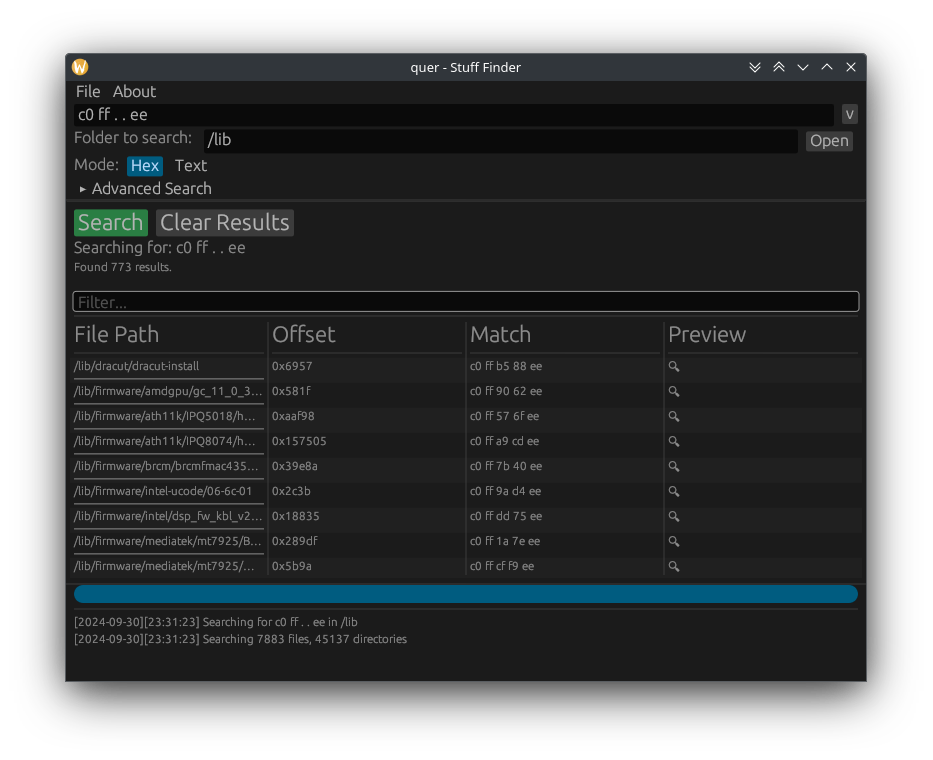 quer - Stuff Finder
File About
c0 ff . . ee v
Folder to search: /lib Open
Mode: Hex Text
▸ Advanced Search
Search Clear Results
Searching for: c0 ff . . ee
Found 773 results.
Filter...
File Path Offset Match Preview
/lib/dracut/dracut-install 0x6957 c0 ff b5 88 ee
/lib/firmware/amdgpu/gc_11_0_3... 0x581f c0 ff 90 62 ee
/lib/firmware/ath11k/IPQ5018/h... 0xaaf98 c0 ff 57 6f ee
/lib/firmware/ath11k/IPQ8074/h... 0x157505 c0 ff a9 cd ee
/lib/firmware/brcm/brcmfmac435... 0x39e8a c0 ff 7b 40 ee
/lib/firmware/intel-ucode/06-6c-01 0x2c3b c0 ff 9a d4 ee
/lib/firmware/intel/dsp_fw_kbl_v2... 0x18835 c0 ff dd 75 ee
/lib/firmware/mediatek/mt7925/B... 0x289df c0 ff 1a 7e ee
/lib/firmware/mediatek/mt7925/... 0x5b9a c0 ff cf f9 ee
[2024-09-30][23:31:23] Searching for c0 ff . . ee in /lib
[2024-09-30][23:31:23] Searching 7883 files, 45137 directories